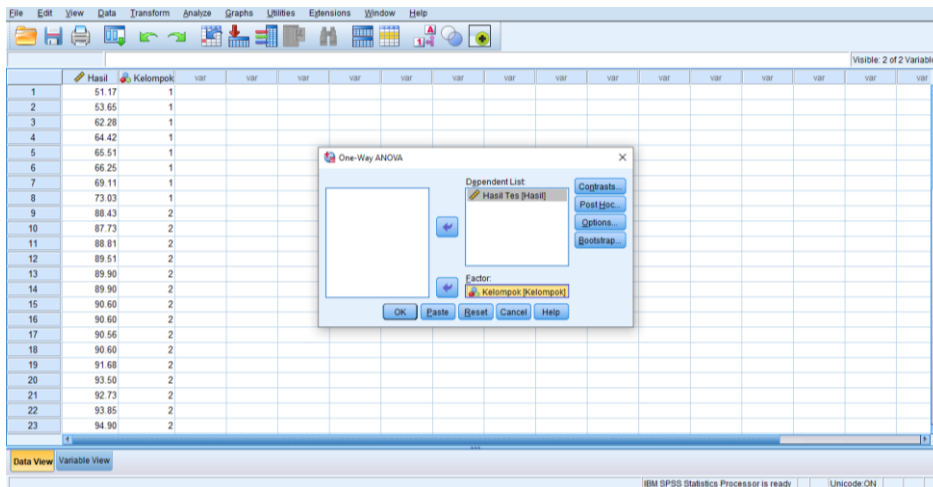 File Edit View Data Transform Analyze Graphs Utilities Extensions Window Help
Visible: 2 of 2 Variable
Hasil Kelompok var var var var var var var var var var var var var var var
1 51.17 1
2 53.65 1
3 62.28 1
4 64.42 1
5 65.51 1
6 66.25 1
7 69.11 1
8 73.03 1
9 88.43 2
10 87.73 2
11 88.81 2
12 89.51 2
13 89.90 2
14 89.90 2
15 90.60 2
16 90.60 2
17 90.56 2
18 90.60 2
19 91.68 2
20 93.50 2
21 92.73 2
22 93.85 2
23 94.90 2
One-Way ANOVA
Dependent List:
Hasil Tes [Hasil]
Contrasts...
Post Hoc...
Options...
Bootstrap...
Factor:
Kelompok [Kelompok]
OK Paste Reset Cancel Help
Data View Variable View
IBM SPSS Statistics Processor is ready Unicode:ON